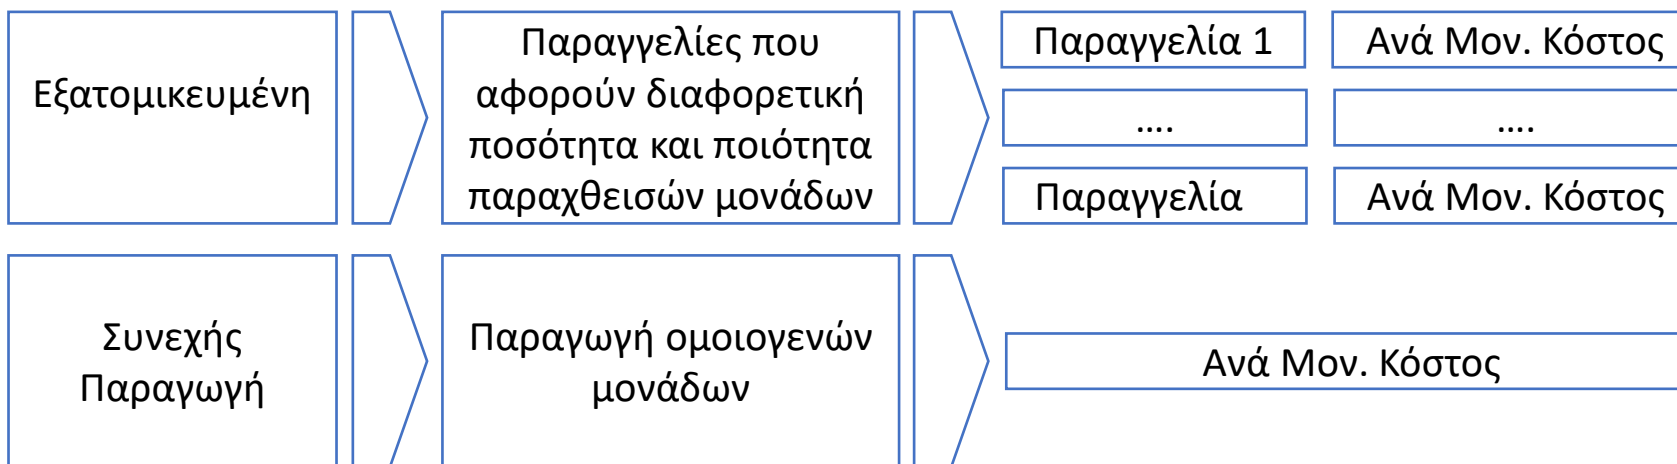 Εξατομικευμένη
Παραγγελίες που
αφορούν διαφορετική
ποσότητα και ποιότητα
παραχθεισών μονάδων
Παραγγελία 1
Ανά Μον. Κόστος
....
....
Παραγγελία
Ανά Μον. Κόστος
Συνεχής
Παραγωγή
Παραγωγή ομοιογενών
μονάδων
Ανά Μον. Κόστος